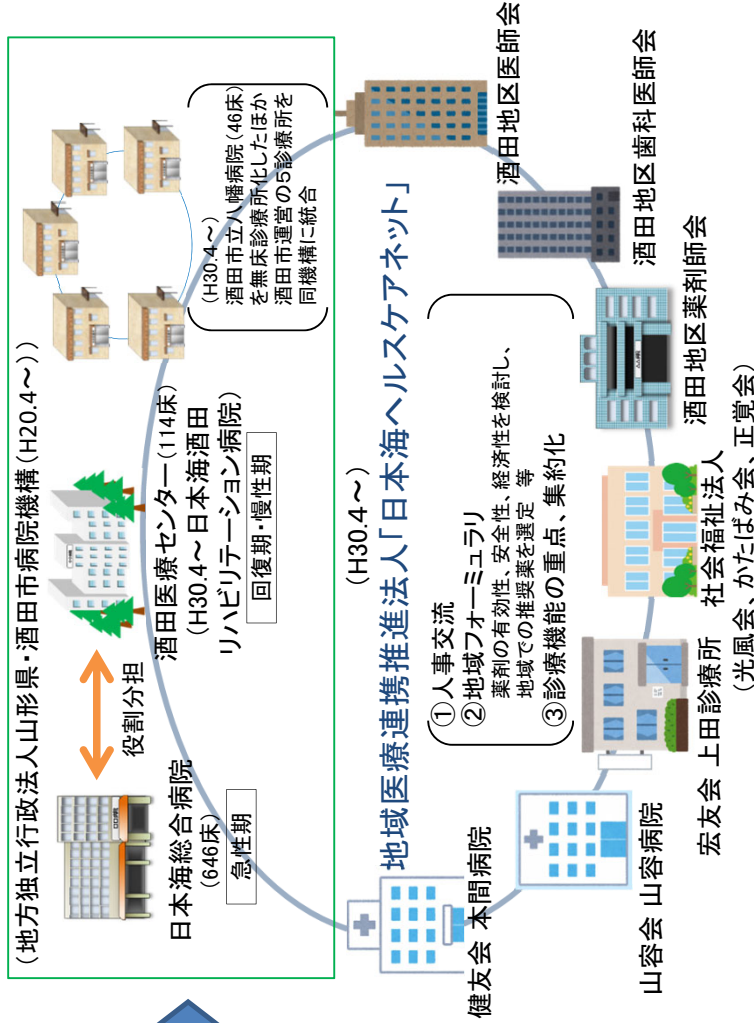 (地方独立行政法人山形県・酒田市病院機構(H20.4～))
日本海総合病院
(646床)
急性期
役割分担
酒田医療センター(114床)
(H30.4～日本海酒田
リハビリテーション病院)
回復期・慢性期
(H30.4～)
酒田市立八幡病院(46床)
を無床診療所化したほか
酒田市運営の5診療所を
同機構に統合
(H30.4～)
地域医療連携推進法人「日本海ヘルスケアネット」
①人事交流
②地域フォーミュラリ
薬剤の有効性、安全性、経済性を検討し、
地域での推奨薬を選定 等
③診療機能の重点、集約化
健友会 本間病院
山容会 山容病院
宏友会 上田診療所
社会福祉法人
(光風会、かたばみ会、正覚会)
酒田地区薬剤師会
酒田地区歯科医師会
酒田地区医師会